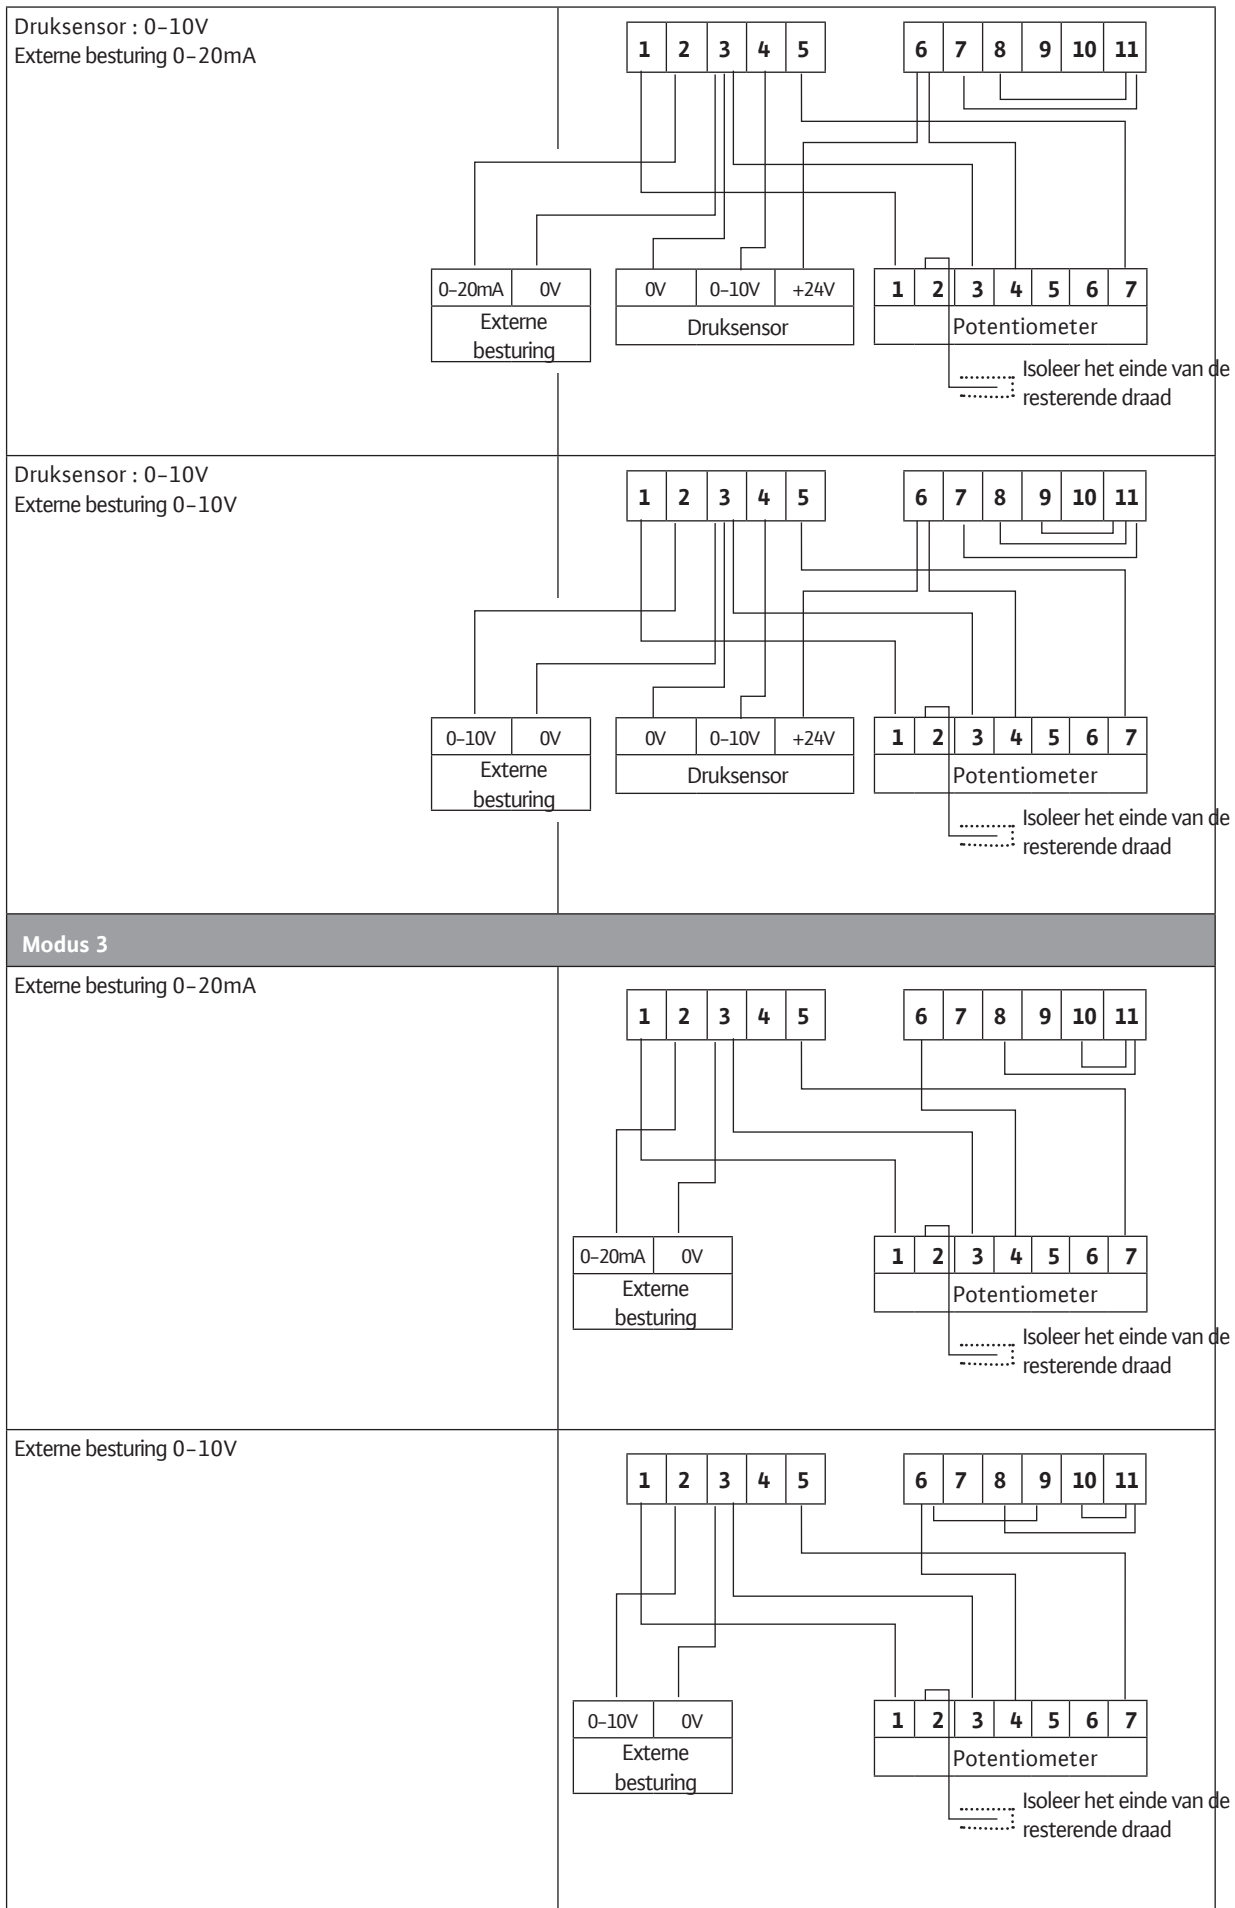 Druksensor : 0–10V
Externe besturing 0–20mA
1 2 3 4 5 6 7 8 9 10 11
0–20mA 0V 0V 0–10V +24V 1 2 3 4 5 6 7
Externe
besturing
Druksensor
Potentiometer
Isoleer het einde van de
resterende draad
Druksensor : 0–10V
Externe besturing 0–10V
1 2 3 4 5 6 7 8 9 10 11
0–10V 0V 0V 0–10V +24V 1 2 3 4 5 6 7
Externe
besturing
Druksensor
Potentiometer
Isoleer het einde van de
resterende draad
Modus 3
Externe besturing 0–20mA
1 2 3 4 5 6 7 8 9 10 11
0–20mA 0V 1 2 3 4 5 6 7
Externe
besturing
Potentiometer
Isoleer het einde van de
resterende draad
Externe besturing 0–10V
1 2 3 4 5 6 7 8 9 10 11
0–10V 0V 1 2 3 4 5 6 7
Externe
besturing
Potentiometer
Isoleer het einde van de
resterende draad